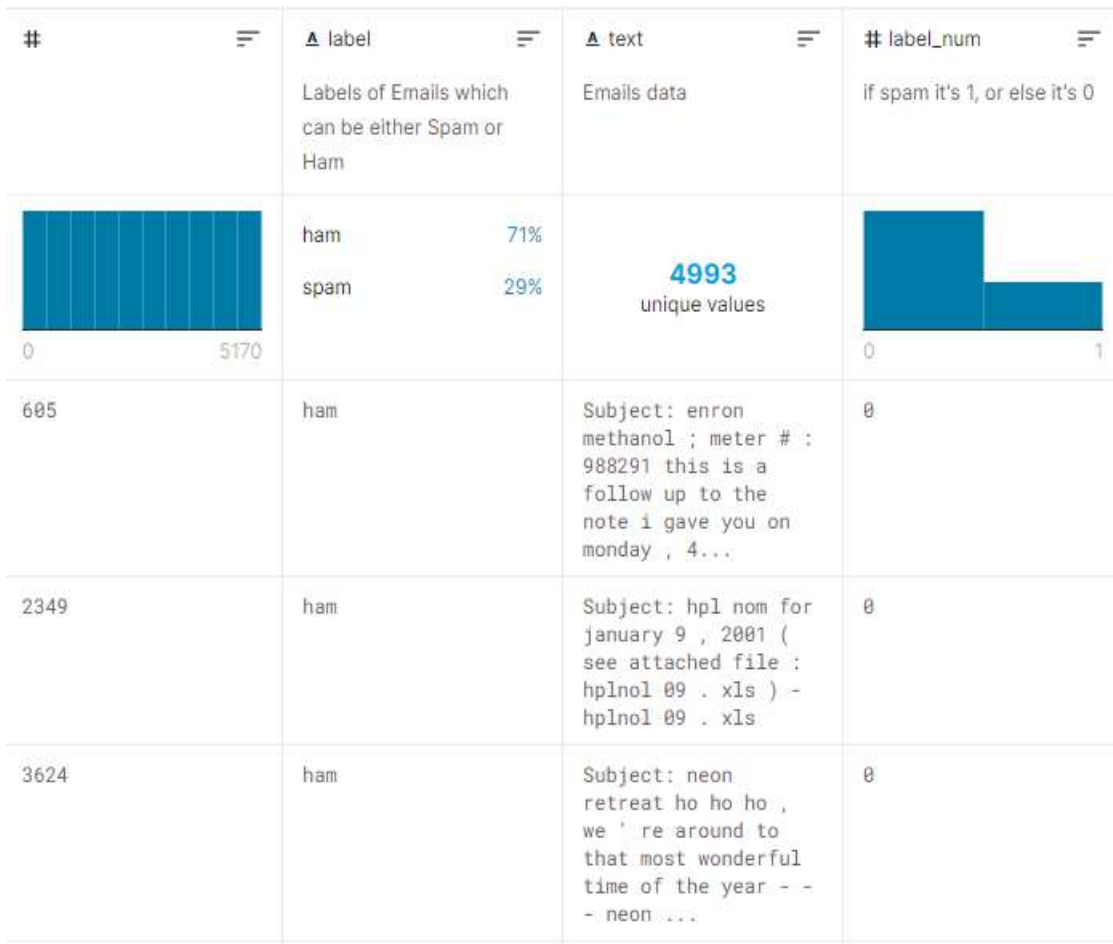 #
label
text
# label_num
Labels of Emails which
can be either Spam or
Ham
Emails data
if spam it's 1, or else it's 0
ham 71%
spam 29%
4993
unique values
0 5170
0 1
605
ham
Subject: enron
methanol ; meter # :
988291 this is a
follow up to the
note i gave you on
monday , 4...
0
2349
ham
Subject: hpl nom for
january 9 , 2001 (
see attached file :
hplnol 09 . xls ) -
hplnol 09 . xls
0
3624
ham
Subject: neon
retreat ho ho ho ,
we ' re around to
that most wonderful
time of the year - -
- neon ...
0